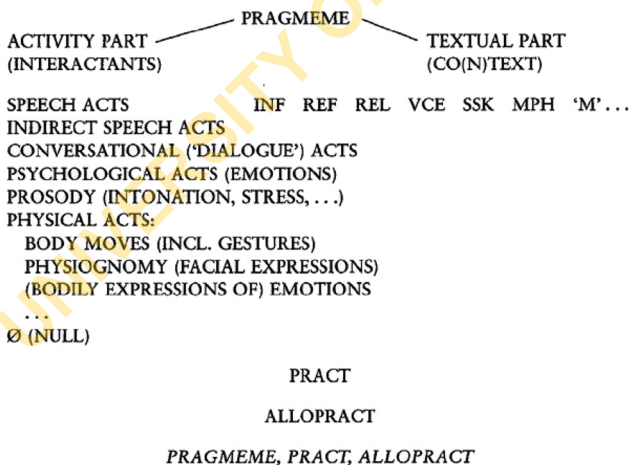 PRAGMEME
ACTIVITY PART TEXTUAL PART
(INTERACTANTS) (CO(N)TEXT)
SPEECH ACTS INF REF REL VCE SSK MPH ‘M’...
INDIRECT SPEECH ACTS
CONVERSATIONAL (‘DIALOGUE’) ACTS
PSYCHOLOGICAL ACTS (EMOTIONS)
PROSODY (INTONATION, STRESS, ...)
PHYSICAL ACTS:
BODY MOVES (INCL. GESTURES)
PHYSIOGNOMY (FACIAL EXPRESSIONS)
(BODILY EXPRESSIONS OF) EMOTIONS
...
Ø (NULL)
PRACT
ALLOPRACT
PRAGMEME, PRACT, ALLOPRACT
UNIVERSITY OF